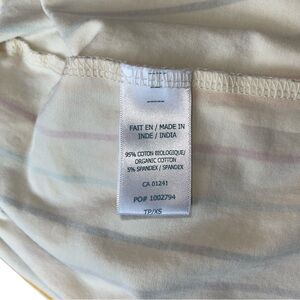 FAIT EN / MADE IN
INDE / INDIA
95% COTON BIOLOGIQUE/
ORGANIC COTTON
5% SPANDEX / SPANDEX
CA 01241
PO# 1002794
TP/XS